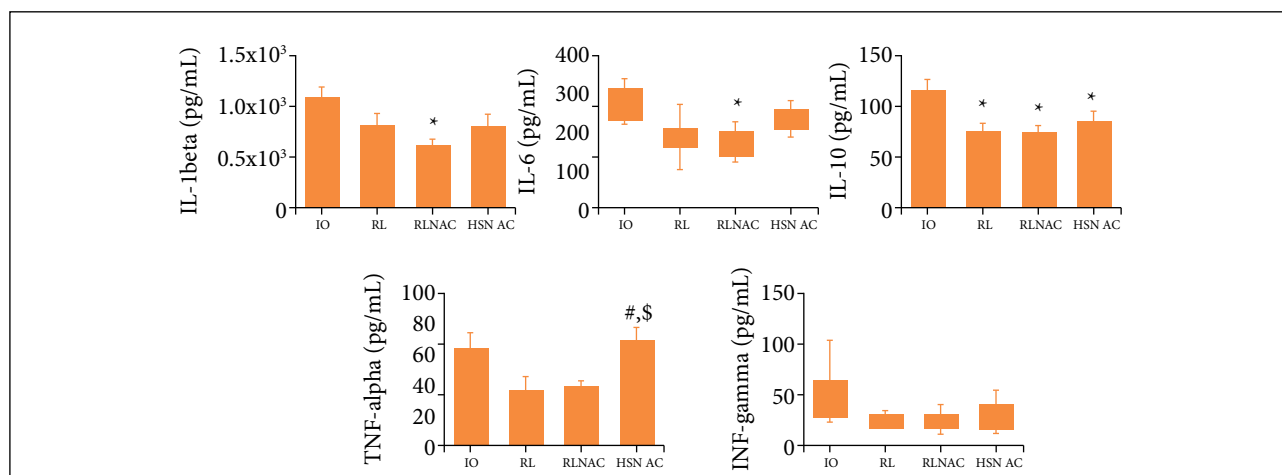 IL-1beta (pg/mL)
1.5x10³
1.0x10³
0.5x10³
0
IO RL RLNAC HSN AC
*
IL-6 (pg/mL)
400
300
200
100
0
IO RL RLNAC HSN AC
*
IL-10 (pg/mL)
150
100
50
0
IO RL RLNAC HSN AC
* * *
TNF-alpha (pg/mL)
100
80
60
40
20
0
IO RL RLNAC HSN AC
#,$
INF-gamma (pg/mL)
150
100
50
0
IO RL RLNAC HSN AC